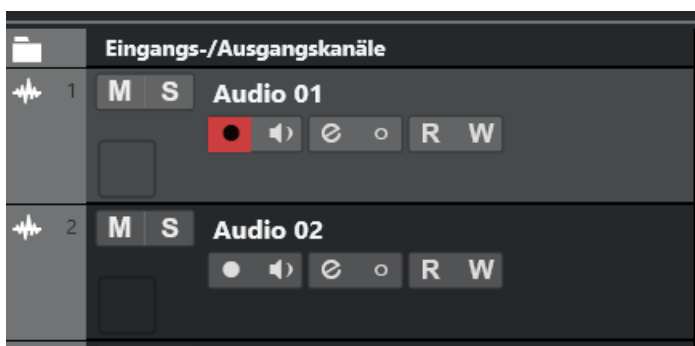 Eingangs-/Ausgangskanäle
1 M S Audio 01
R W
2 M S Audio 02
R W